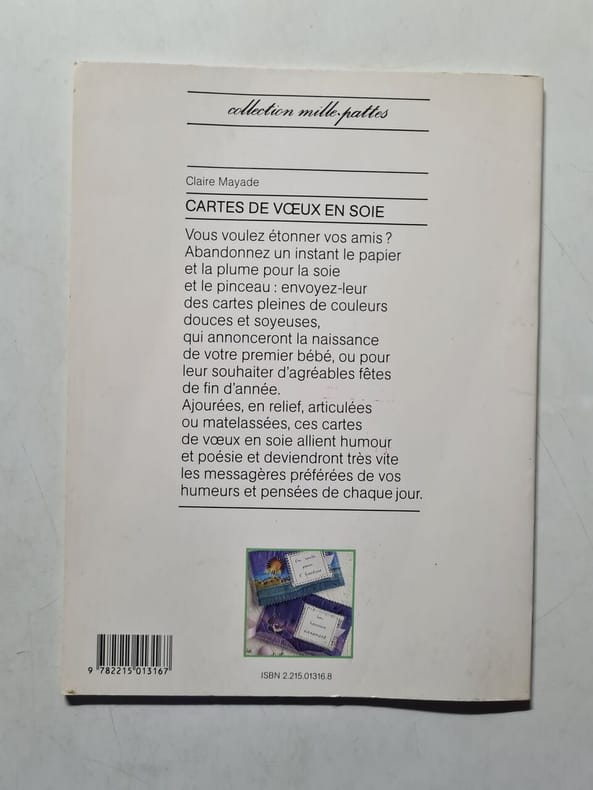 collection mille-pattes
Claire Mayade
CARTES DE VŒUX EN SOIE
Vous voulez étonner vos amis ?
Abandonnez un instant le papier
et la plume pour la soie
et le pinceau : envoyez-leur
des cartes pleines de couleurs
douces et soyeuses,
qui annonceront la naissance
de votre premier bébé, ou pour
leur souhaiter d'agréables fêtes
de fin d'année.
Ajourées, en relief, articulées
ou matelassées, ces cartes
de vœux en soie allient humour
et poésie et deviendront très vite
les messagères préférées de vos
humeurs et pensées de chaque jour.
un
heureux
9 782215 013167
ISBN 2.215.01316.8